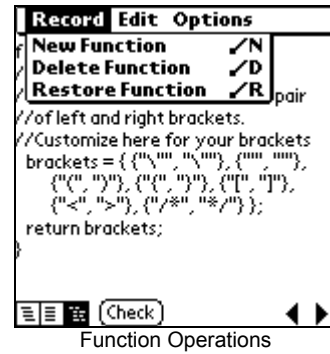 Record Edit Options
New Function ✓N
Delete Function ✓D
Restore Function ✓R
pair
//of left and right brackets.
//Customize here for your brackets
brackets = { {"\"", "\""}, {"'", "'"},
{"(", ")"}, {"{", "}"}, {"[", "]"},
{"<", ">"}, {"/*", "*/"} };
return brackets;
}
Check
Function Operations